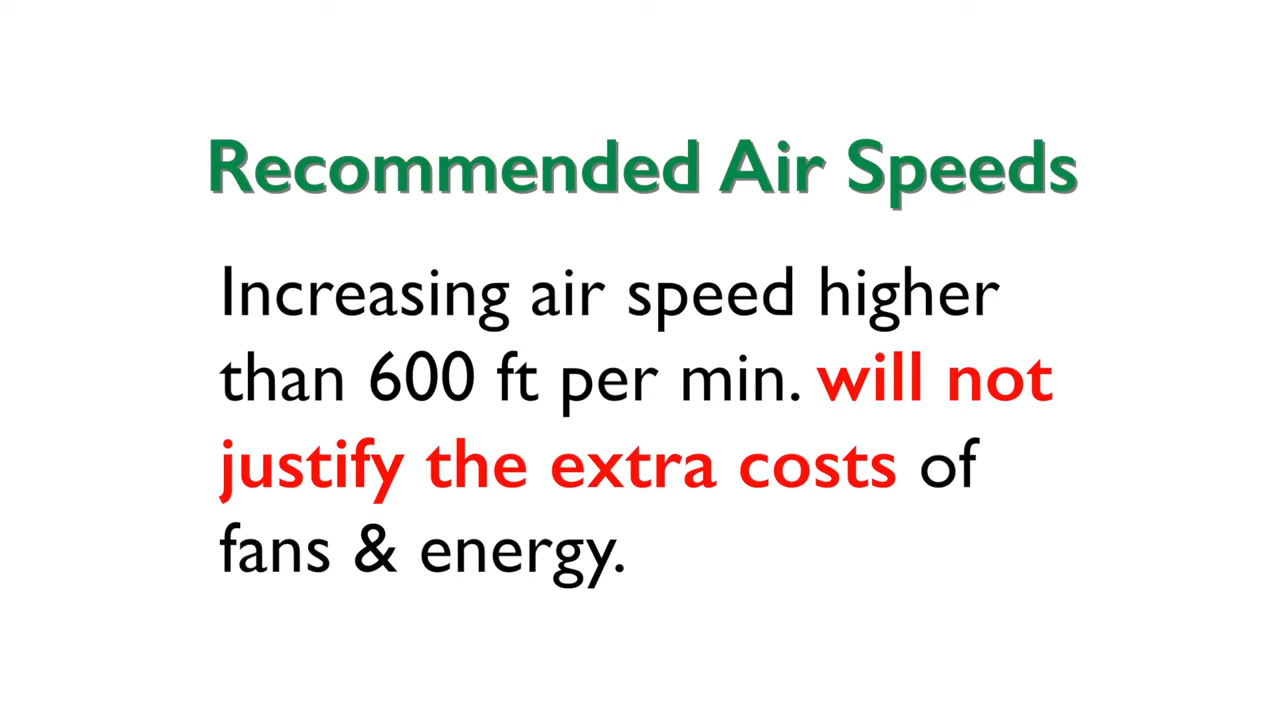 Recommended Air Speeds
Increasing air speed higher
than 600 ft per min. will not
justify the extra costs of
fans & energy.